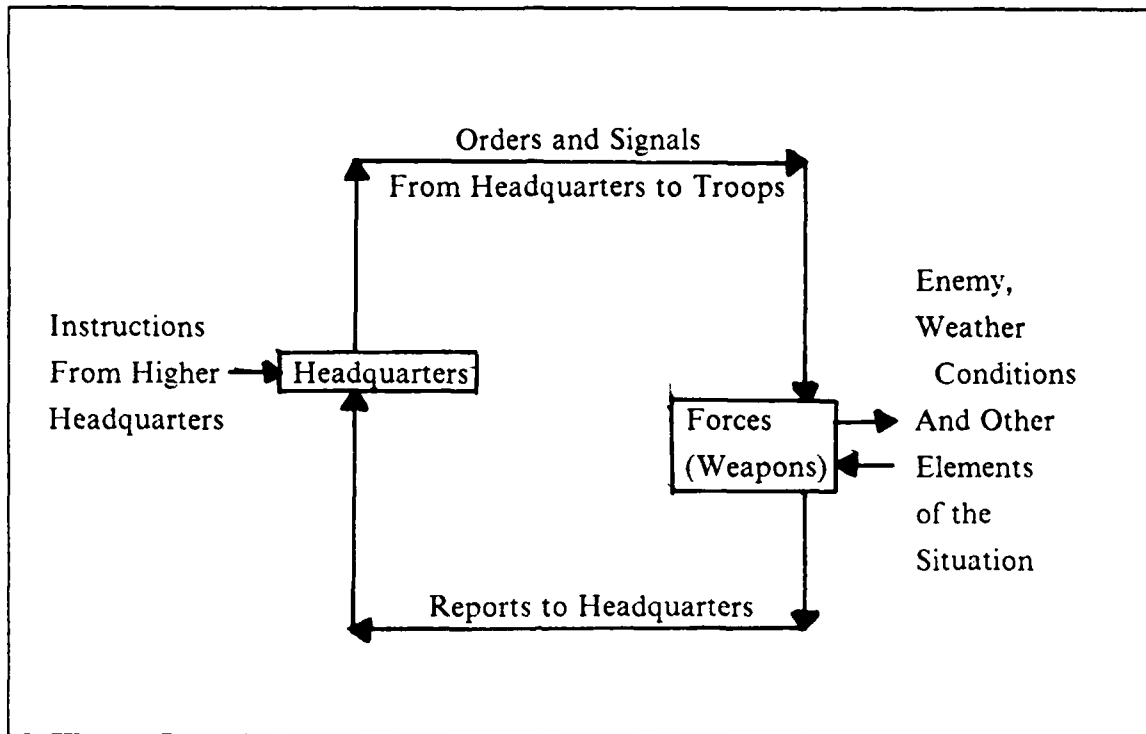 Orders and Signals
From Headquarters to Troops
Instructions
From Higher
Headquarters
Headquarters
Forces
(Weapons)
Enemy,
Weather
Conditions
And Other
Elements
of the
Situation
Reports to Headquarters